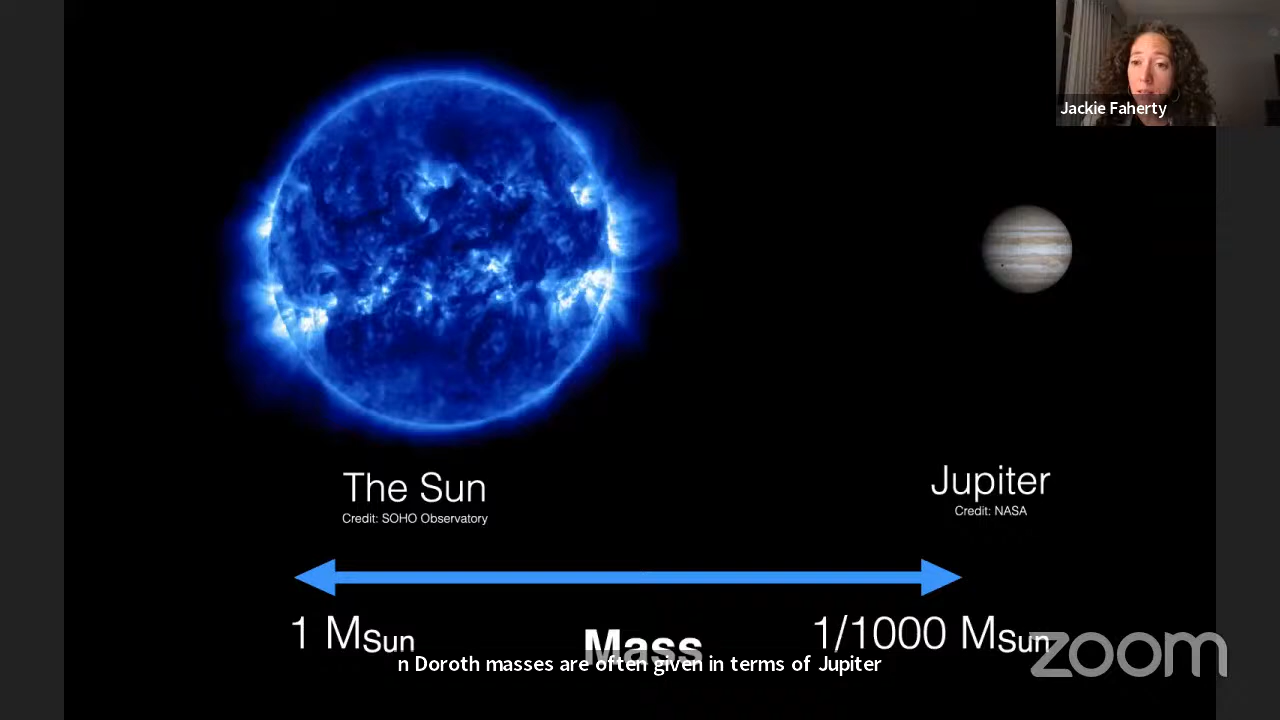 Jackie Faherty
The Sun
Credit: SOHO Observatory
Jupiter
Credit: NASA
1 MSun
Mass
1/1000 MSun
n Doroth masses are often given in terms of Jupiter
zoom